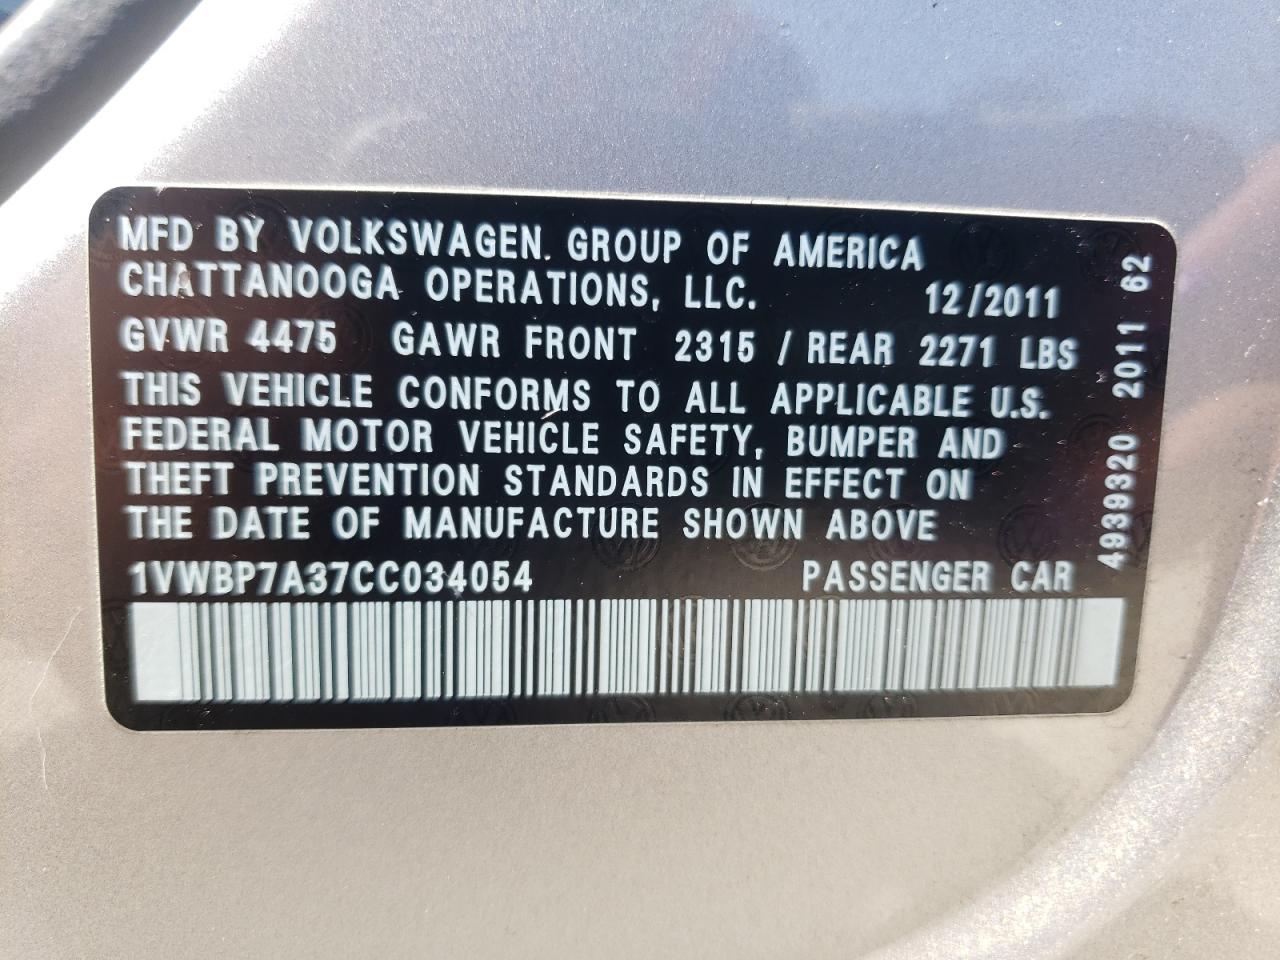 MFD BY VOLKSWAGEN. GROUP OF AMERICA
CHATTANOOGA OPERATIONS, LLC. 12/2011
GVWR 4475 GAWR FRONT 2315 / REAR 2271 LBS
THIS VEHICLE CONFORMS TO ALL APPLICABLE U.S.
FEDERAL MOTOR VEHICLE SAFETY, BUMPER AND
THEFT PREVENTION STANDARDS IN EFFECT ON
THE DATE OF MANUFACTURE SHOWN ABOVE
1VWBP7A37CC034054 PASSENGER CAR
4939320 2011 62